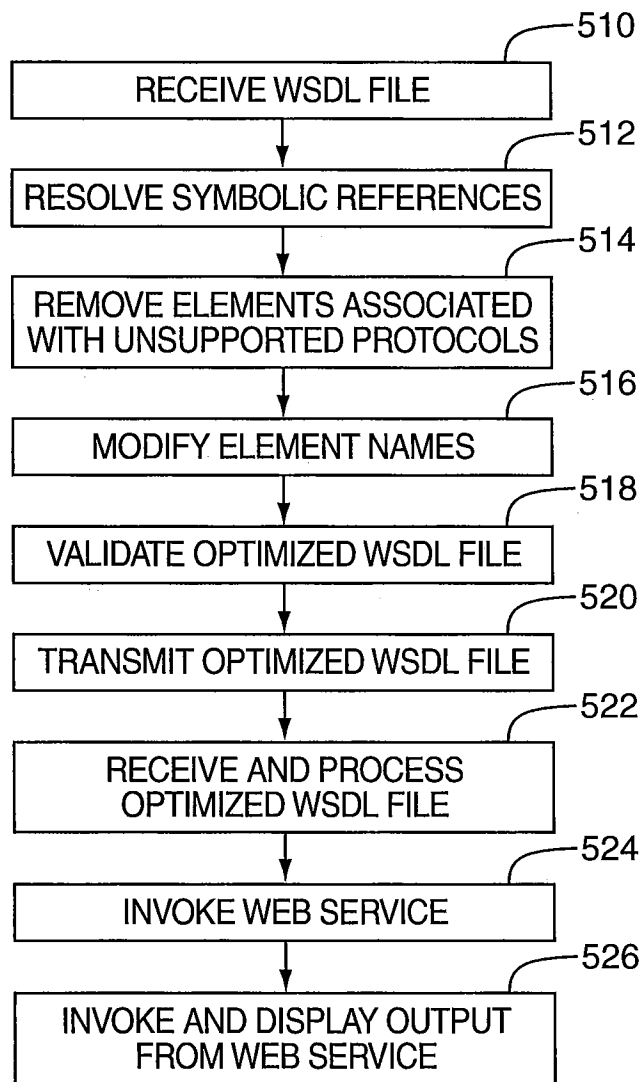 510
RECEIVE WSDL FILE
512
RESOLVE SYMBOLIC REFERENCES
514
REMOVE ELEMENTS ASSOCIATED
WITH UNSUPPORTED PROTOCOLS
516
MODIFY ELEMENT NAMES
518
VALIDATE OPTIMIZED WSDL FILE
520
TRANSMIT OPTIMIZED WSDL FILE
522
RECEIVE AND PROCESS
OPTIMIZED WSDL FILE
524
INVOKE WEB SERVICE
526
INVOKE AND DISPLAY OUTPUT
FROM WEB SERVICE